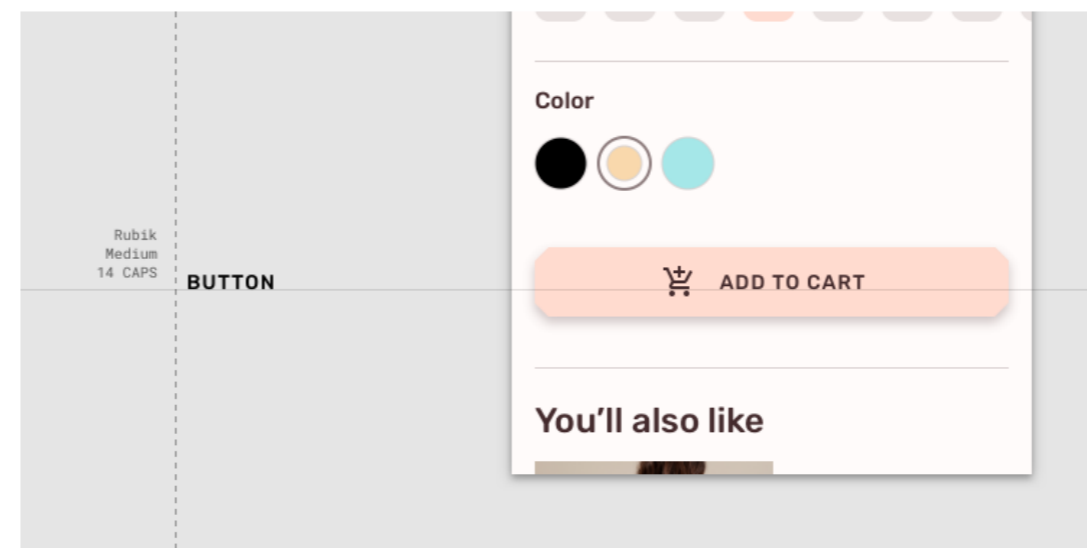 Rubik
Medium
14 CAPS
BUTTON
Color
ADD TO CART
You’ll also like